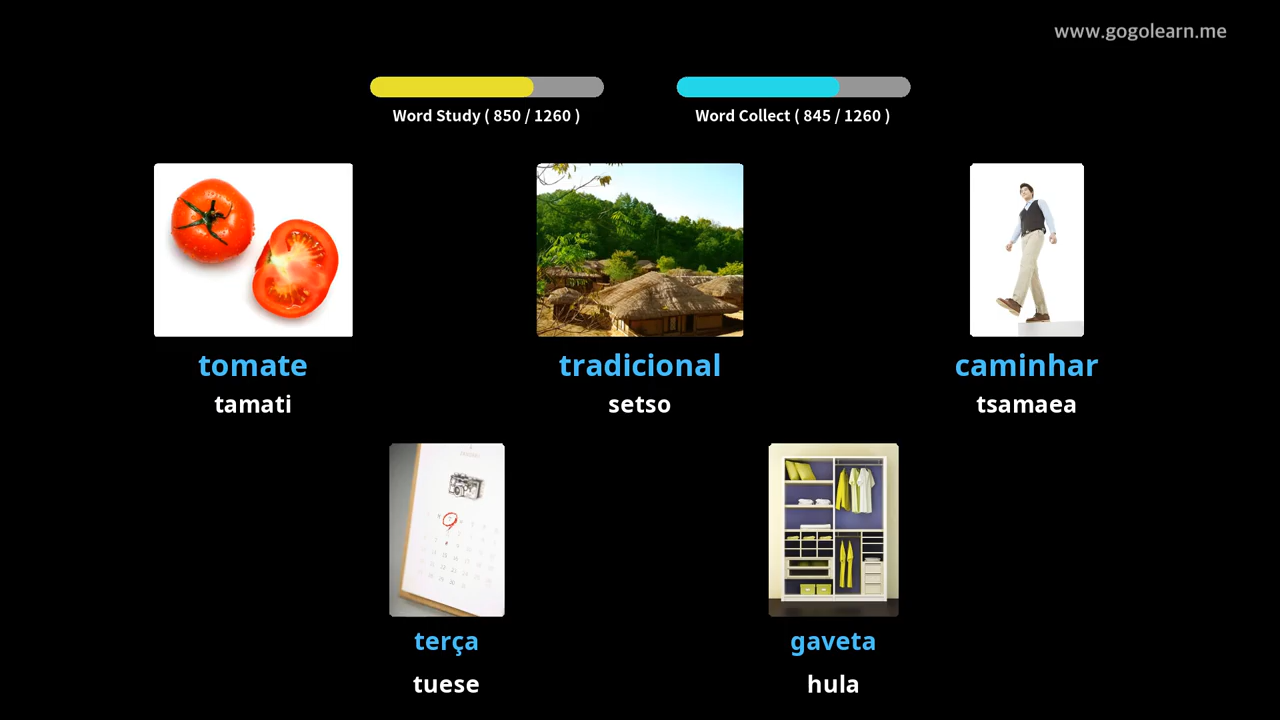 www.gogolearn.me
Word Study ( 850 / 1260 )
Word Collect ( 845 / 1260 )
tomate
tamati
tradicional
setso
caminhar
tsamaea
terça
tuese
gaveta
hula